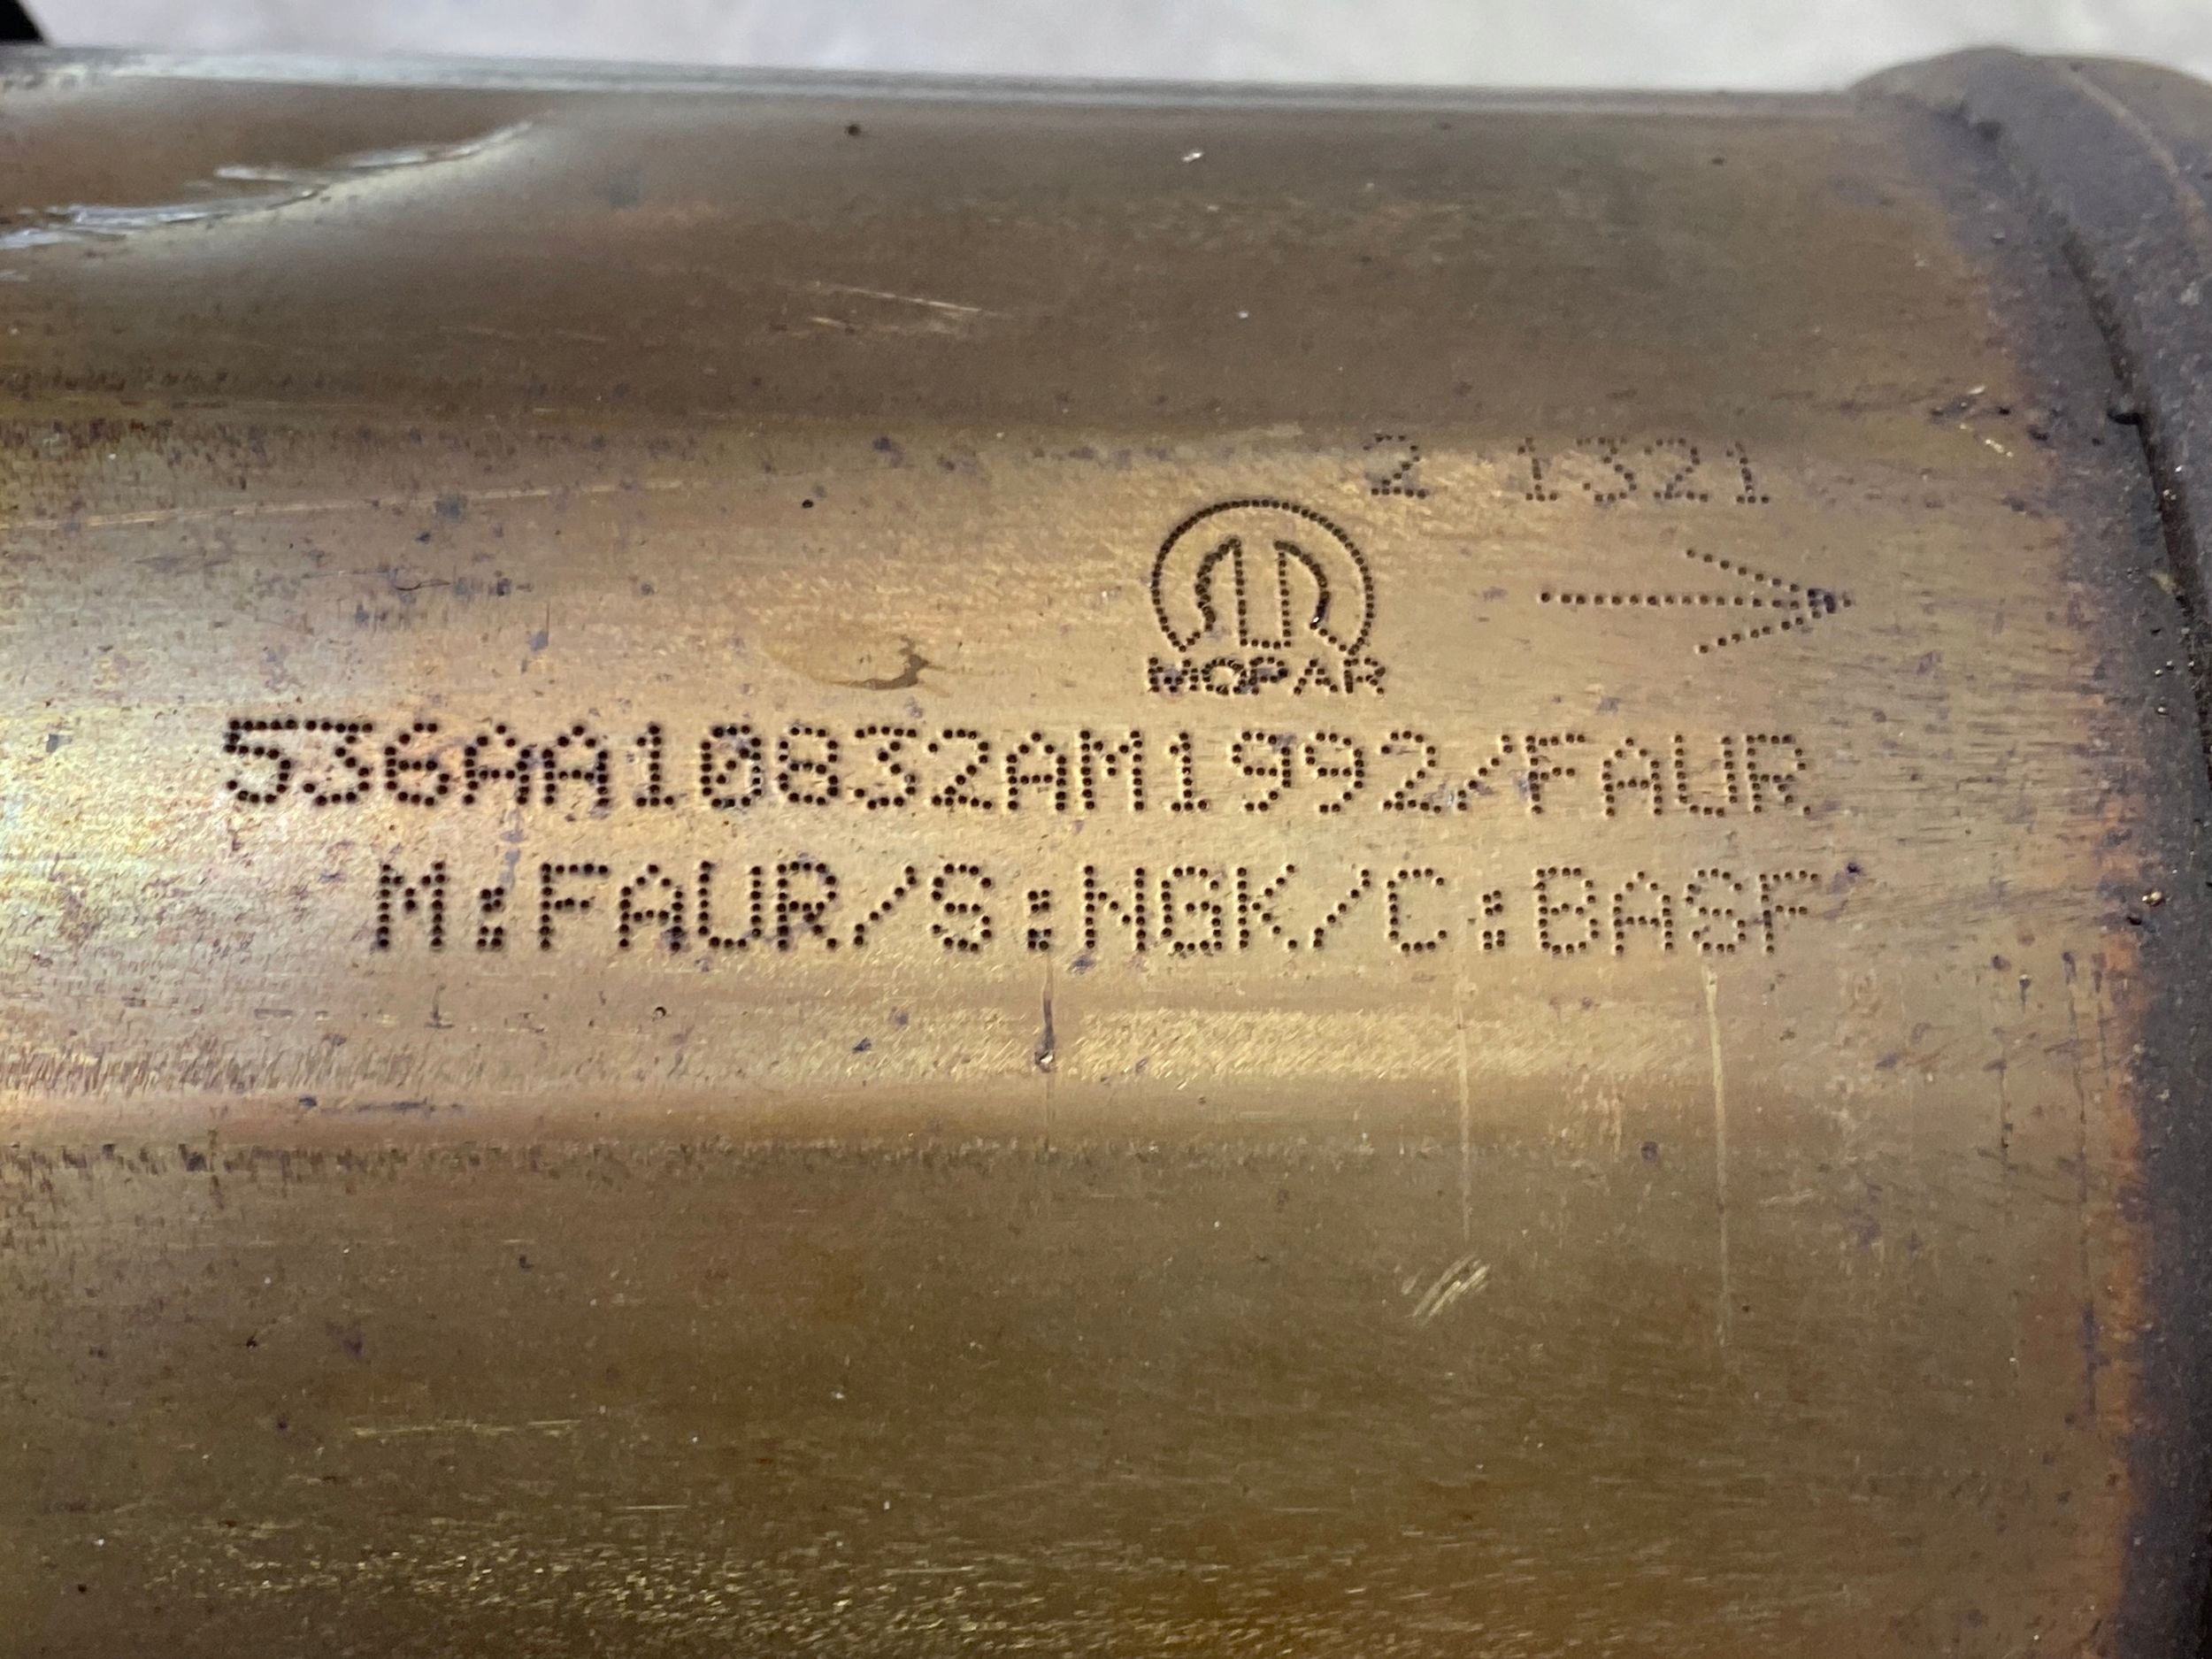 2 1321
MOPAR
536AA10832AM1992/FAUR
M:FAUR/S:NGK/C:BASF